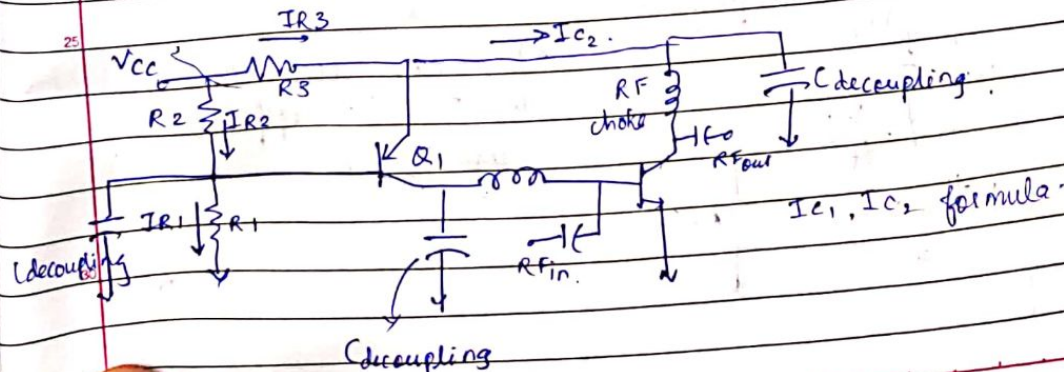 IR3
25
VCC
R3
Ic2.
R2
IR2
RF
choke
Cdecoupling.
Q1
RFout
IR1
R1
Ic1, Ic2 formula.
Cdecoupling
RFin.
Cdecoupling